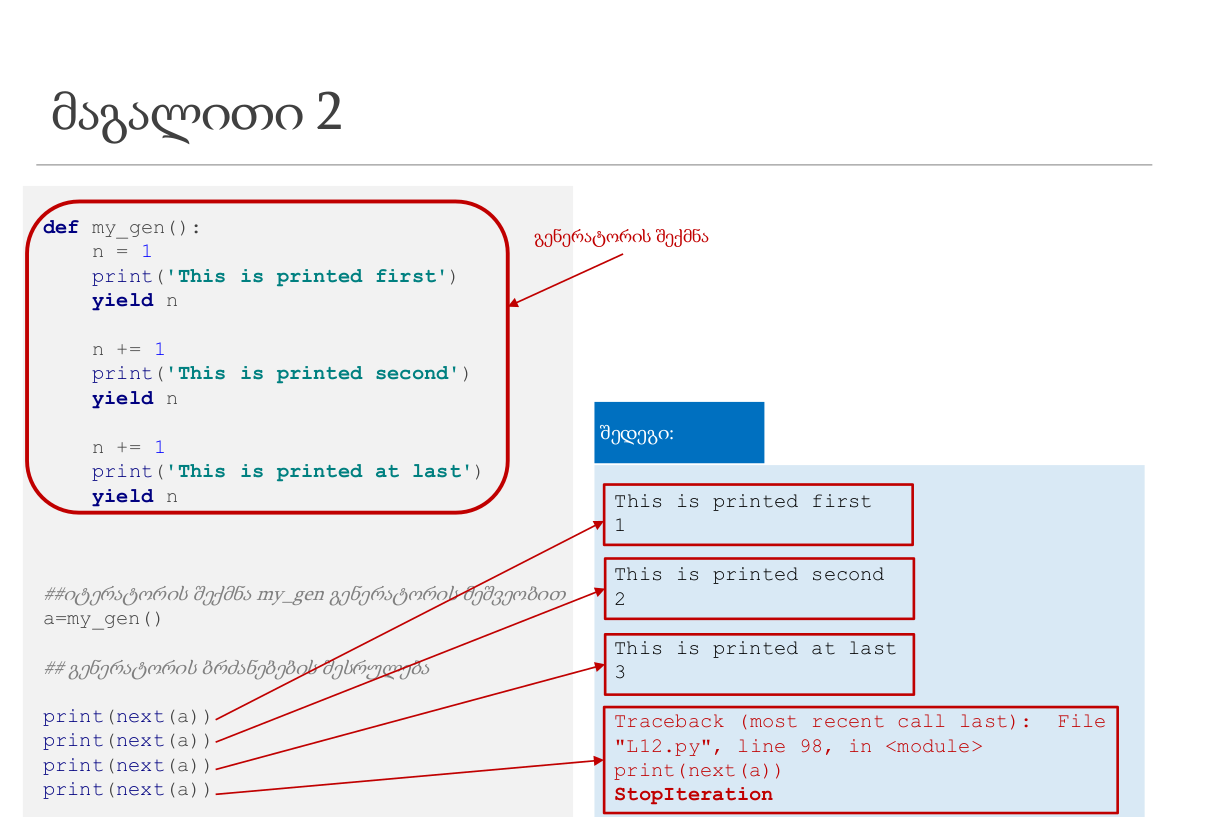 მაგალითი 2
def my_gen():
    n = 1
    print('This is printed first')
    yield n
    n += 1
    print('This is printed second')
    yield n
    n += 1
    print('This is printed at last')
    yield n
გენერატორის შექმნა
##იტერატორის შექმნა my_gen გენერატორის მეშვეობით
a=my_gen()
## გენერატორის ბრძანებების შესრულება
print(next(a))
print(next(a))
print(next(a))
print(next(a))
შედეგი:
This is printed first
1
This is printed second
2
This is printed at last
3
Traceback (most recent call last):  File
"L12.py", line 98, in <module>
print(next(a))
StopIteration